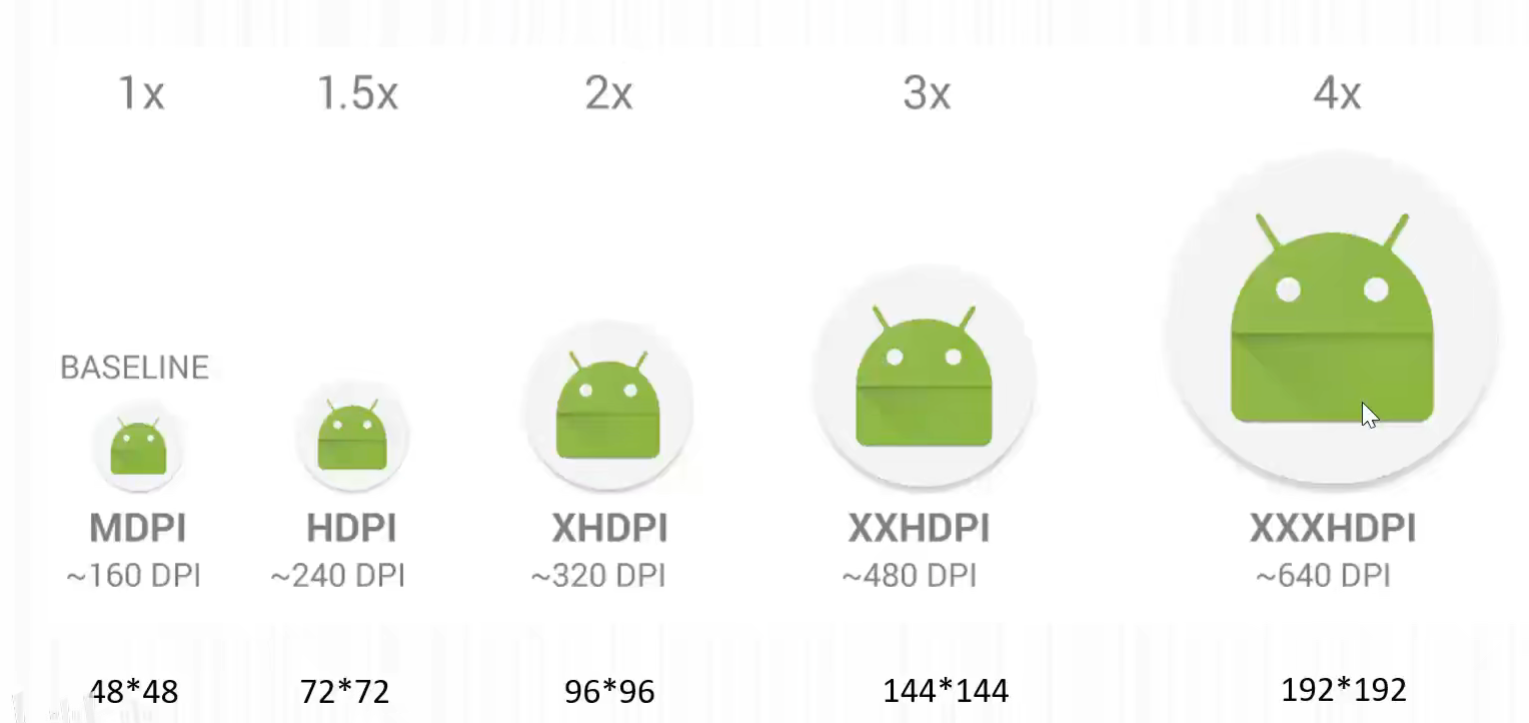 1x 1.5x 2x 3x 4x
BASELINE
MDPI HDPI XHDPI XXHDPI XXXHDPI
~160 DPI ~240 DPI ~320 DPI ~480 DPI ~640 DPI
48*48 72*72 96*96 144*144 192*192